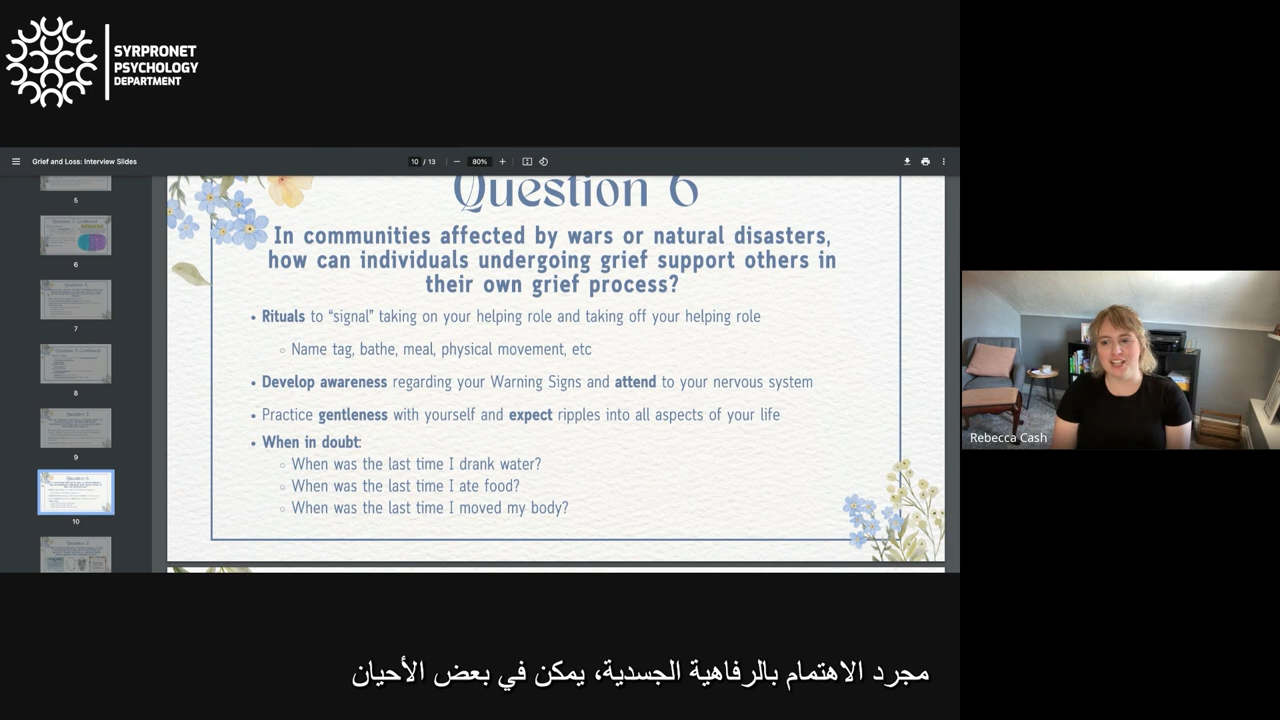 SYRPRONET
PSYCHOLOGY
DEPARTMENT
Grief and Loss: Interview Slides
10 / 13
80%
5
6
7
8
9
10
Question 6
In communities affected by wars or natural disasters,
how can individuals undergoing grief support others in
their own grief process?
• Rituals to “signal” taking on your helping role and taking off your helping role
○ Name tag, bathe, meal, physical movement, etc
• Develop awareness regarding your Warning Signs and attend to your nervous system
• Practice gentleness with yourself and expect ripples into all aspects of your life
• When in doubt:
○ When was the last time I drank water?
○ When was the last time I ate food?
○ When was the last time I moved my body?
Rebecca Cash
مجرد الاهتمام بالرفاهية الجسدية، يمكن في بعض الأحيان